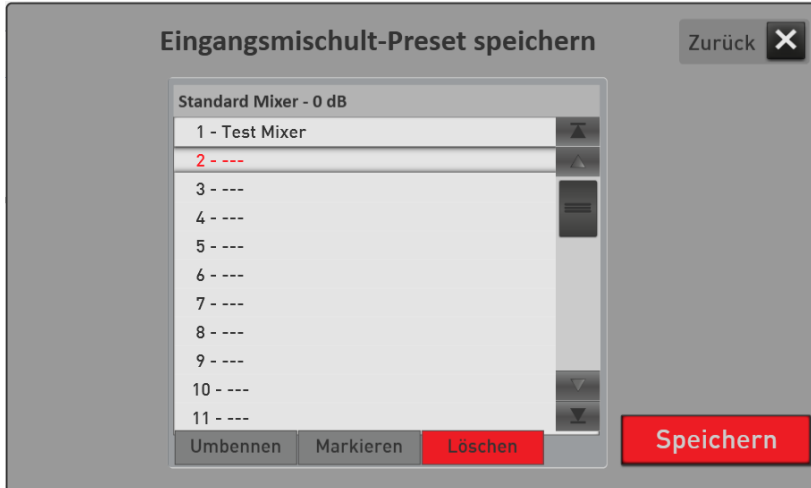 Eingangsmischult-Preset speichern
Zurück
Standard Mixer - 0 dB
1 - Test Mixer
2 - ---
3 - ---
4 - ---
5 - ---
6 - ---
7 - ---
8 - ---
9 - ---
10 - ---
11 - ---
Umbennen Markieren Löschen
Speichern